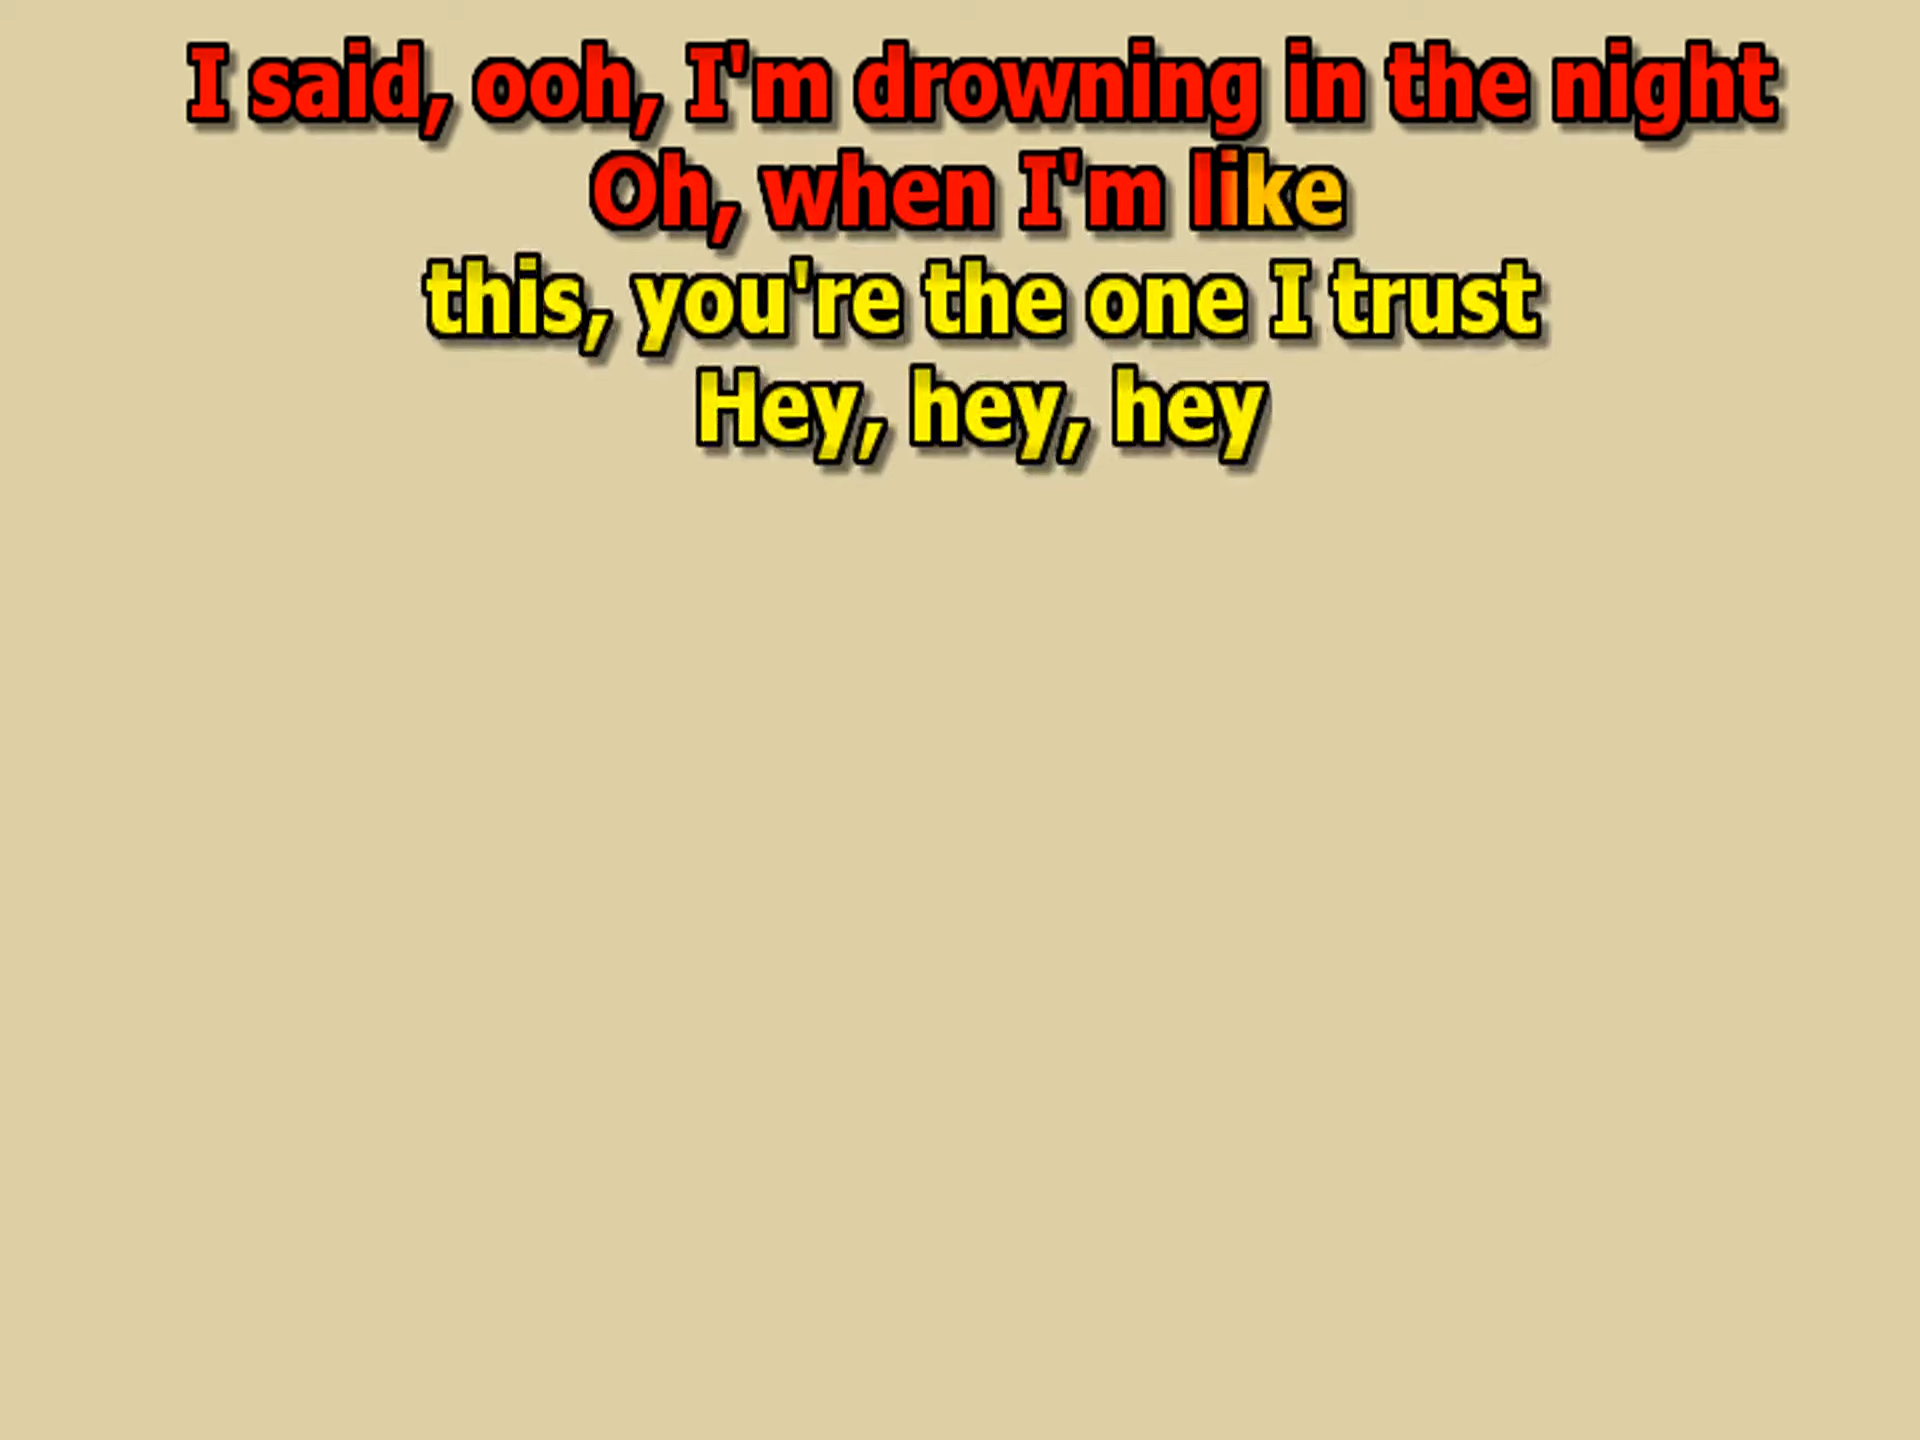 I said, ooh, I'm drowning in the night
Oh, when I'm like
this, you're the one I trust
Hey, hey, hey